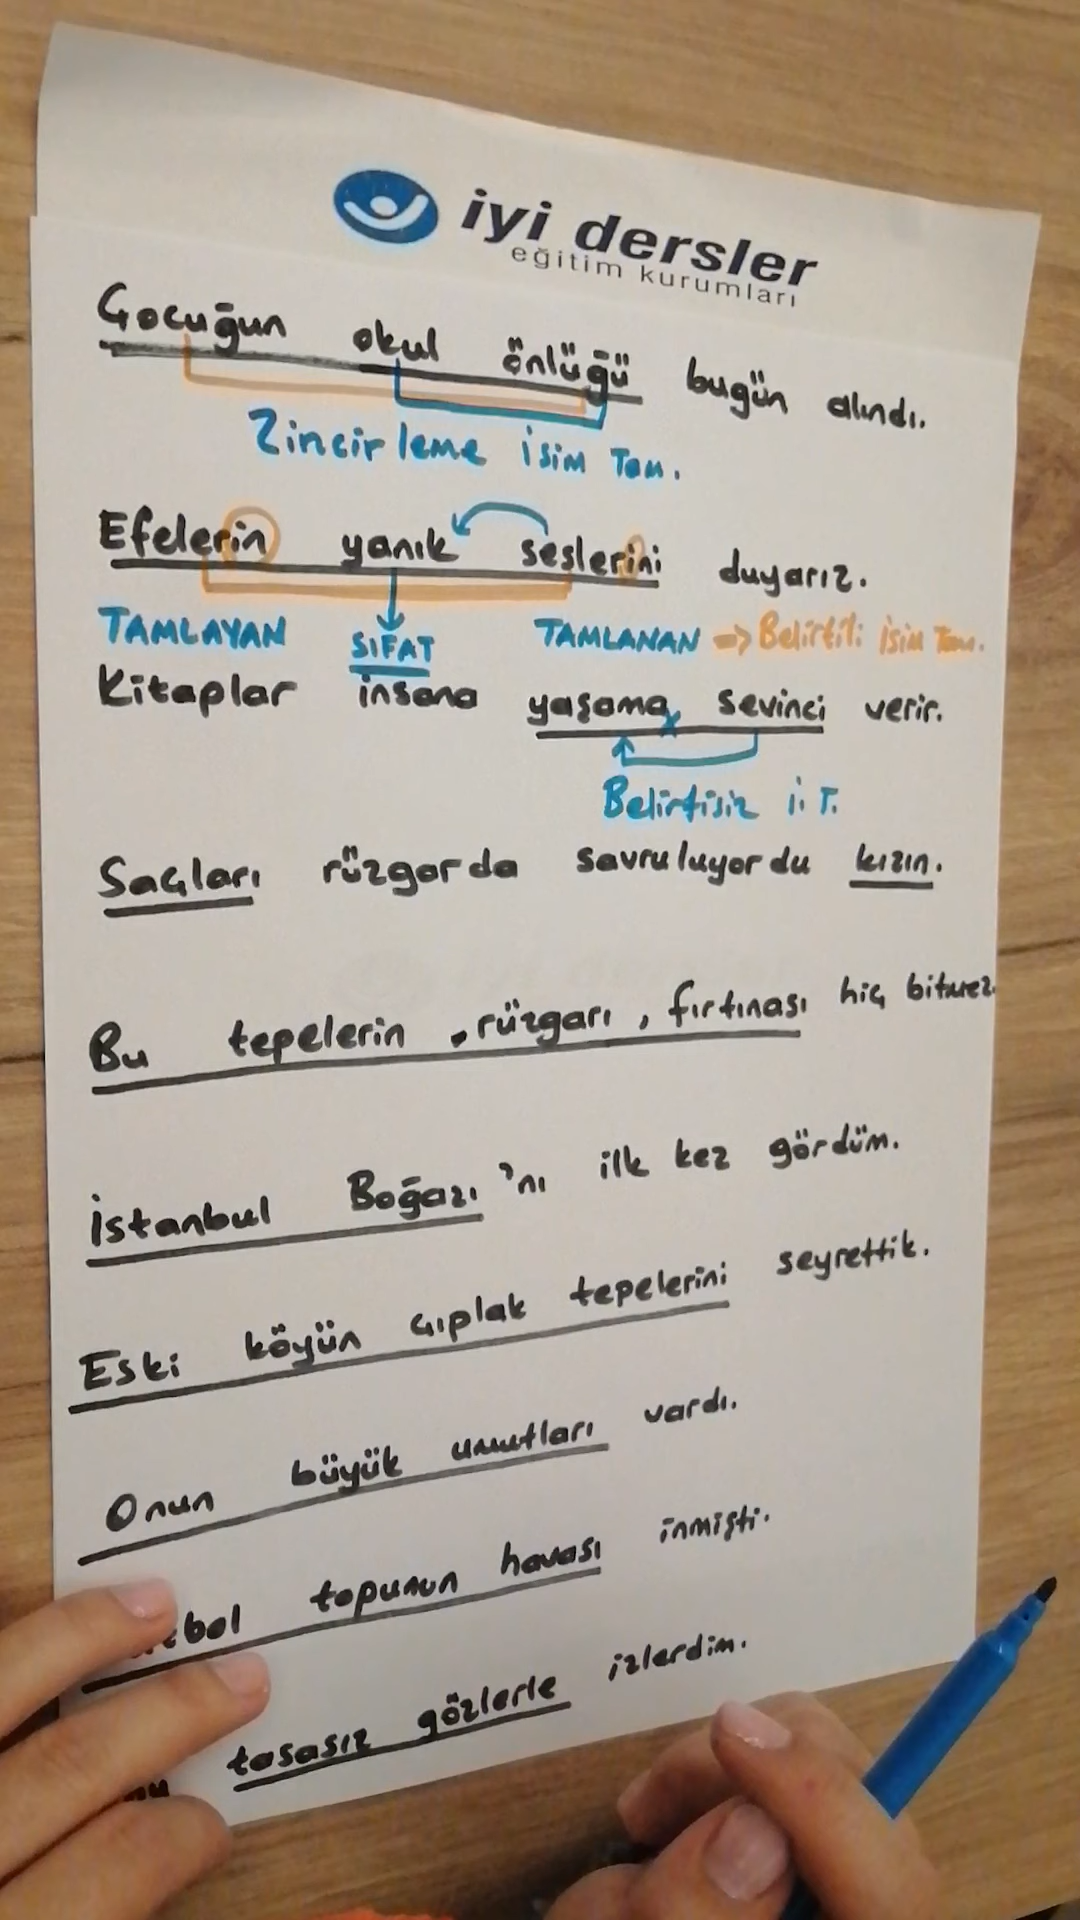 iyi dersler
eğitim kurumları
Çocuğun okul önlüğü bugün alındı.
Zincirleme İsim Tam.
Efelerin yanık seslerini duyarız.
TAMLAYAN SIFAT TAMLANAN => Belirtili İsim Tam.
Kitaplar insana yaşama sevinci verir.
Belirtisiz İ. T.
Saçları rüzgarda savruluyordu kızın.
Bu tepelerin , rüzgarı , fırtınası hiç bitmez.
İstanbul Boğazı 'nı ilk kez gördüm.
Eski köyün çıplak tepelerini seyrettik.
Onun büyük umutları vardı.
topunun havası inmişti.
tasasız gözlerle izlerdim.